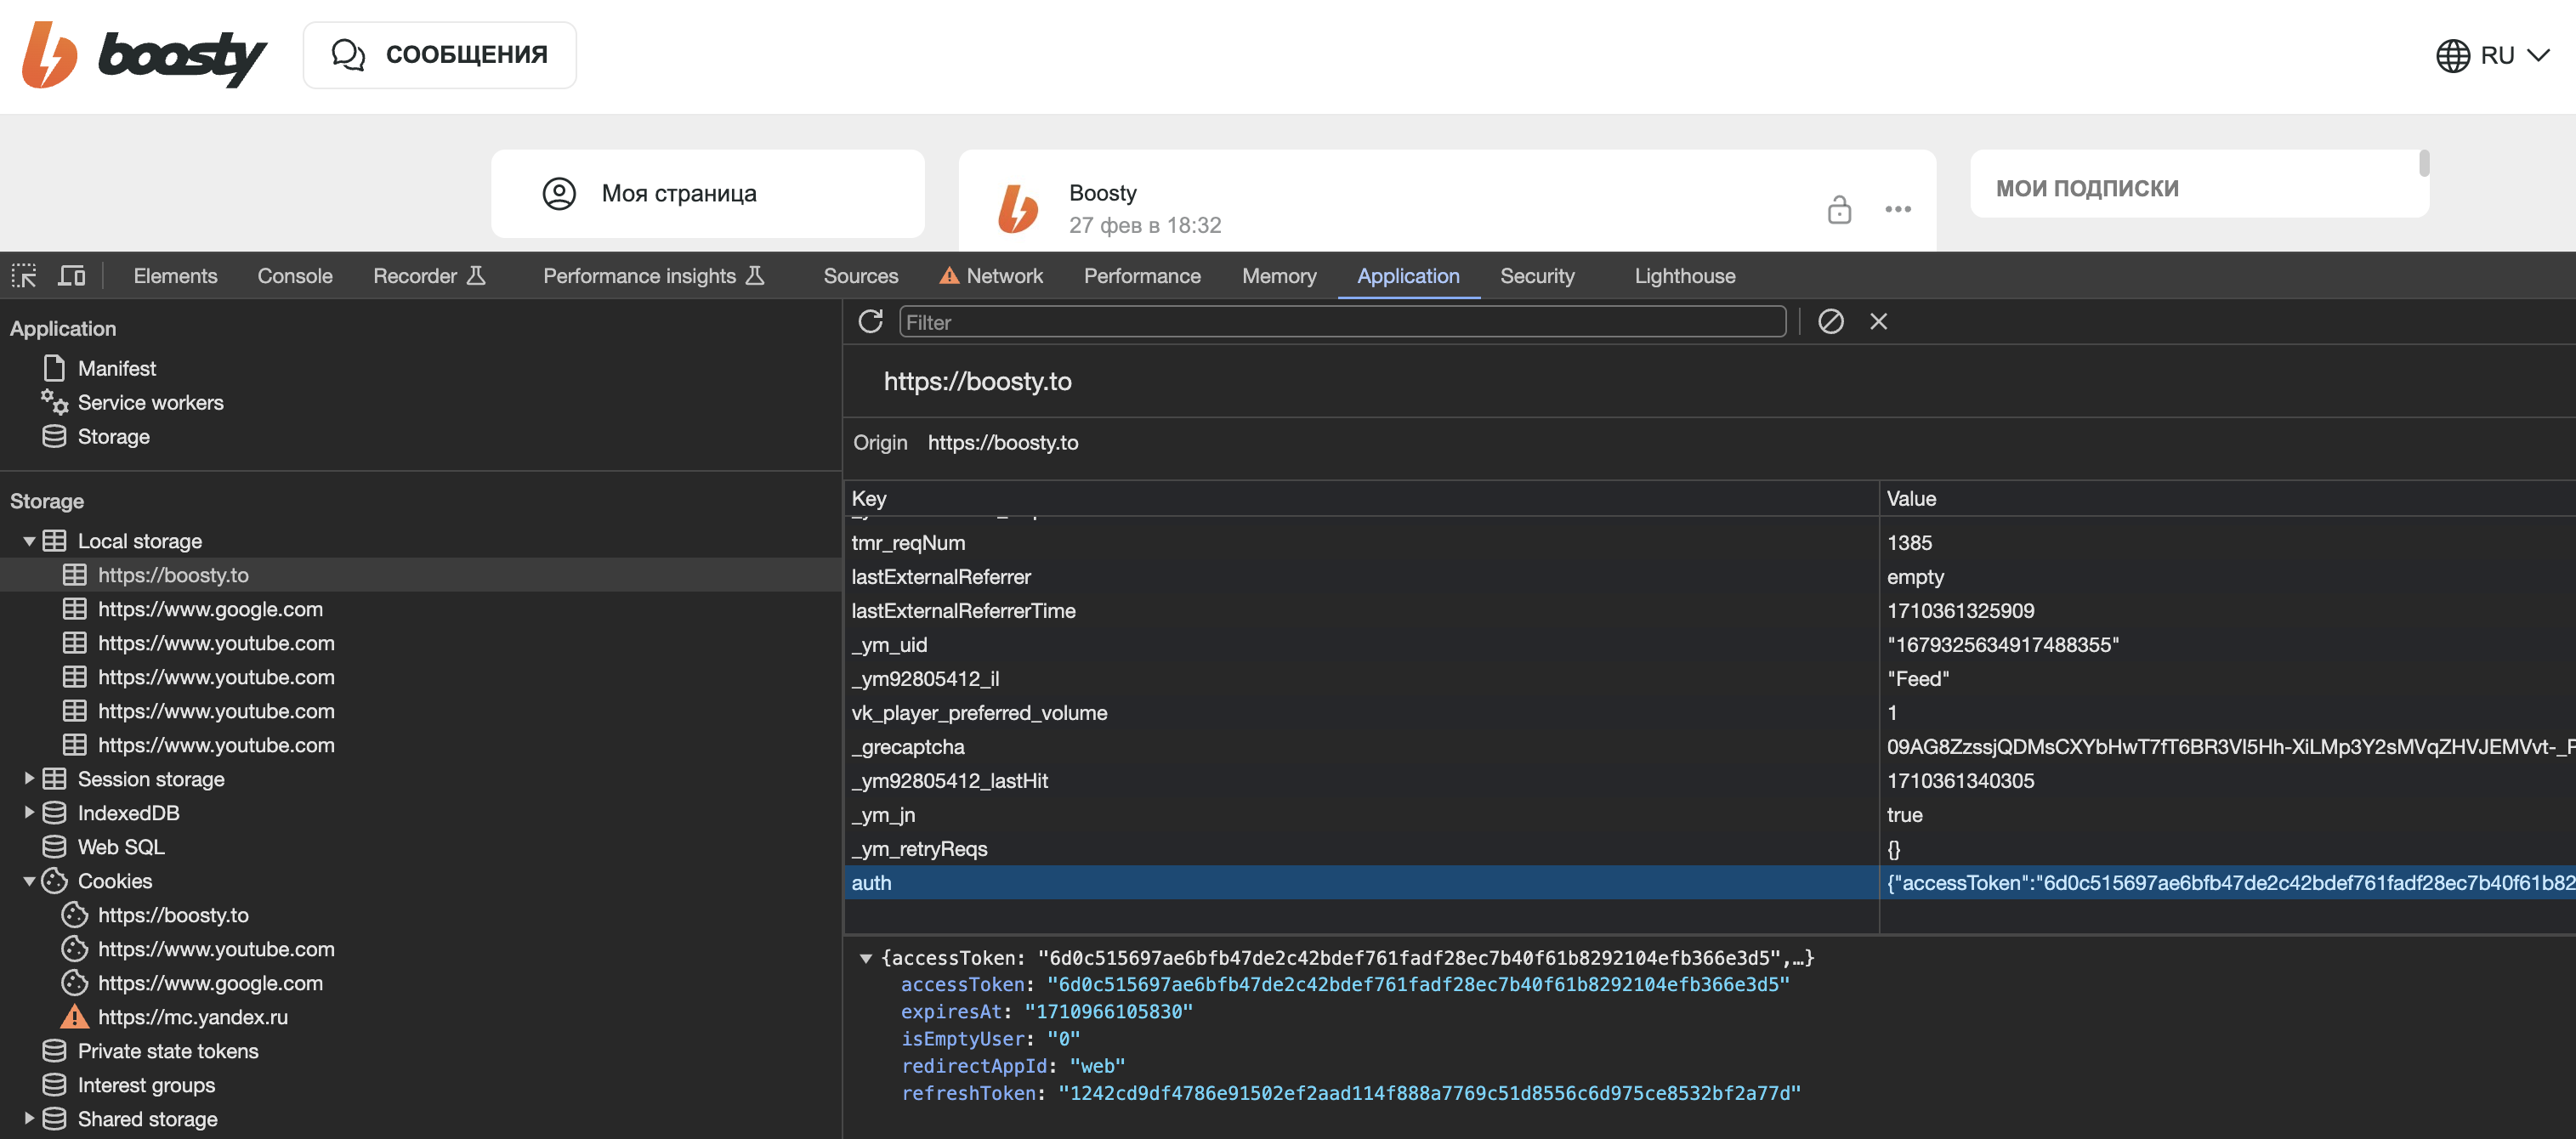 boosty
СООБЩЕНИЯ
RU
Моя страница
Boosty
27 фев в 18:32
МОИ ПОДПИСКИ
Elements Console Recorder Performance insights Sources Network Performance Memory Application Security Lighthouse
Application
Manifest
Service workers
Storage
Storage
Local storage
https://boosty.to
https://www.google.com
https://www.youtube.com
https://www.youtube.com
https://www.youtube.com
https://www.youtube.com
Session storage
IndexedDB
Web SQL
Cookies
https://boosty.to
https://www.youtube.com
https://www.google.com
https://mc.yandex.ru
Private state tokens
Interest groups
Shared storage
Filter
https://boosty.to
Origin https://boosty.to
Key Value
tmr_reqNum 1385
lastExternalReferrer empty
lastExternalReferrerTime 1710361325909
_ym_uid "1679325634917488355"
_ym92805412_il "Feed"
vk_player_preferred_volume 1
_grecaptcha 09AG8ZzssjQDMsCXYbHwT7fT6BR3VI5Hh-XiLMp3Y2sMVqZHVJEMVvt-_F
_ym92805412_lastHit 1710361340305
_ym_jn true
_ym_retryReqs {}
auth {"accessToken":"6d0c515697ae6bfb47de2c42bdef761fadf28ec7b40f61b82
{accessToken: "6d0c515697ae6bfb47de2c42bdef761fadf28ec7b40f61b8292104efb366e3d5",…}
accessToken: "6d0c515697ae6bfb47de2c42bdef761fadf28ec7b40f61b8292104efb366e3d5"
expiresAt: "1710966105830"
isEmptyUser: "0"
redirectAppId: "web"
refreshToken: "1242cd9df4786e91502ef2aad114f888a7769c51d8556c6d975ce8532bf2a77d"